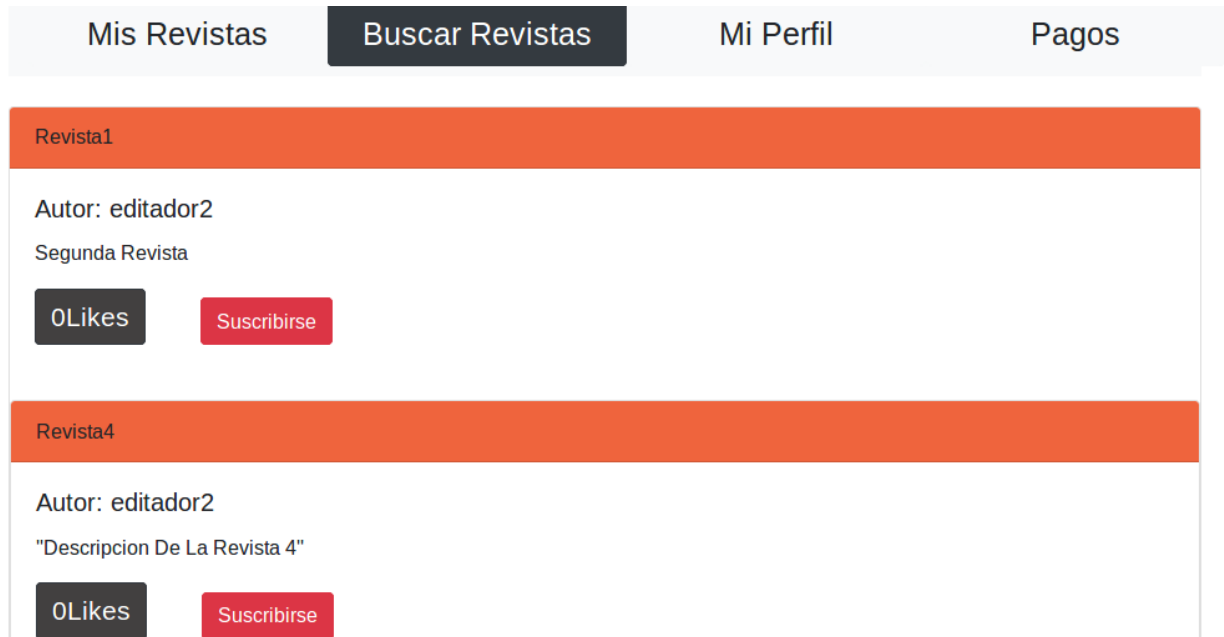 Mis Revistas Buscar Revistas Mi Perfil Pagos
Revista1
Autor: editador2
Segunda Revista
0Likes Suscribirse
Revista4
Autor: editador2
"Descripcion De La Revista 4"
0Likes Suscribirse